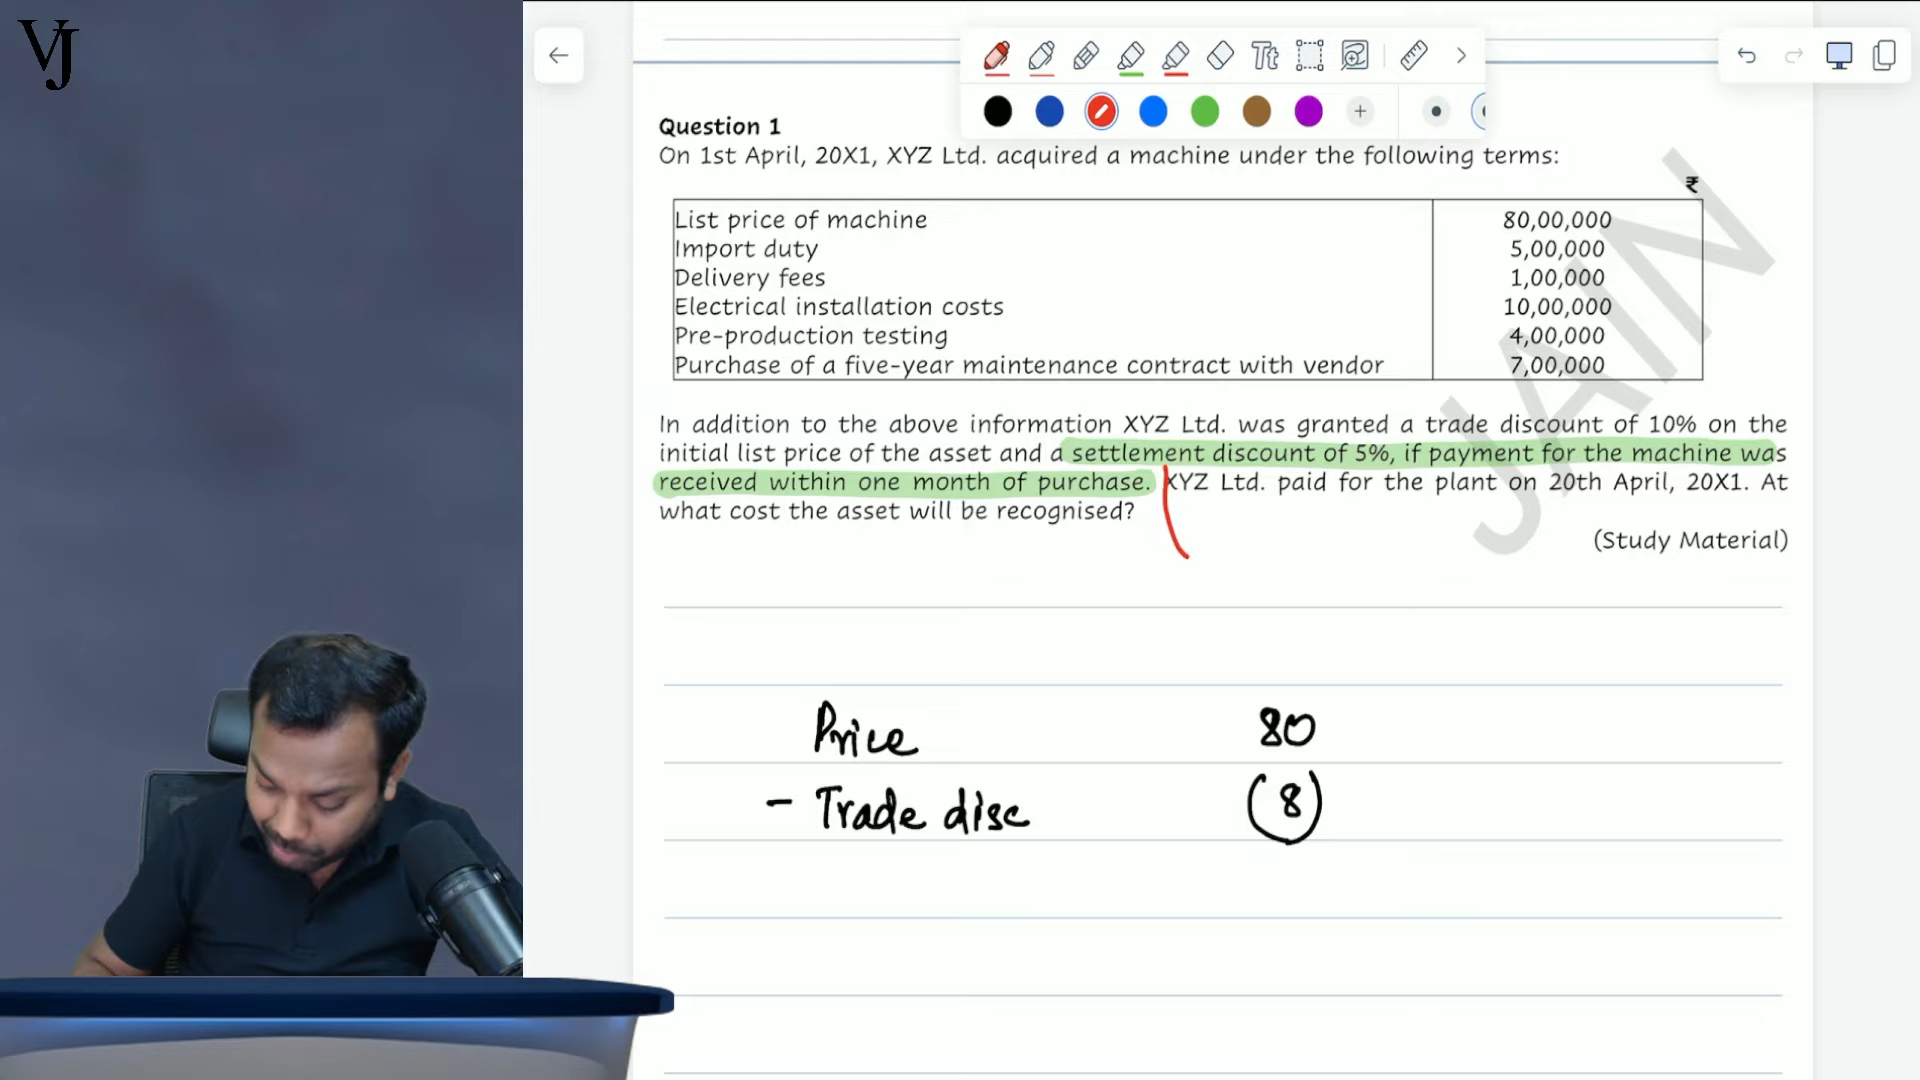 VJ
Tt
Question 1
On 1st April, 20X1, XYZ Ltd. acquired a machine under the following terms:
₹
List price of machine 80,00,000
Import duty 5,00,000
Delivery fees 1,00,000
Electrical installation costs 10,00,000
Pre-production testing 4,00,000
Purchase of a five-year maintenance contract with vendor 7,00,000
JAIN
In addition to the above information XYZ Ltd. was granted a trade discount of 10% on the
initial list price of the asset and a settlement discount of 5%, if payment for the machine was
received within one month of purchase. XYZ Ltd. paid for the plant on 20th April, 20X1. At
what cost the asset will be recognised?
(Study Material)
Price 80
- Trade disc (8)